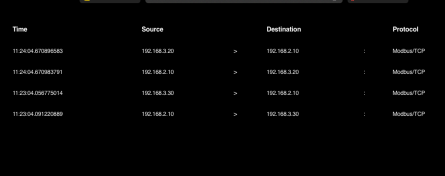 Time Source Destination Protocol
11:24:04.670896583 192.168.3.20 > 192.168.2.10 : Modbus/TCP
11:24:04.670983791 192.168.2.10 > 192.168.3.20 : Modbus/TCP
11:23:04.056775014 192.168.3.30 > 192.168.2.10 : Modbus/TCP
11:23:04.091220889 192.168.2.10 > 192.168.3.30 : Modbus/TCP